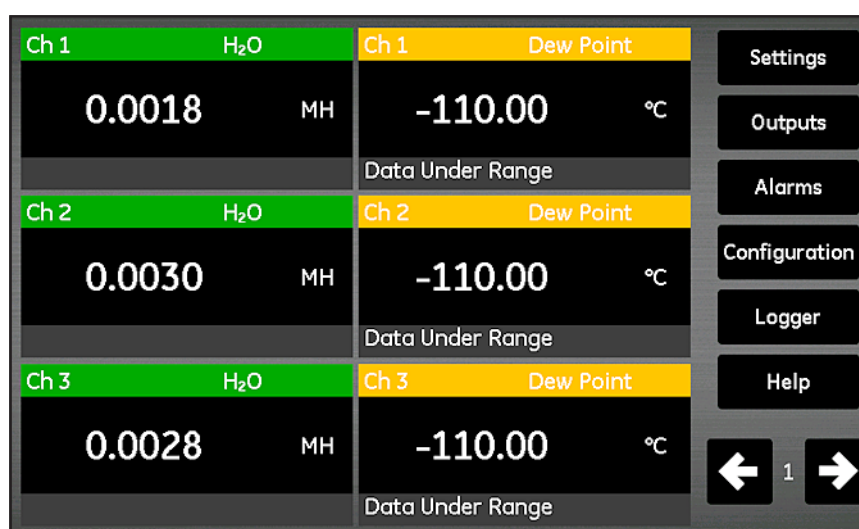 Ch 1 H₂O
0.0018 MH
Ch 1 Dew Point
-110.00 °C
Data Under Range
Ch 2 H₂O
0.0030 MH
Ch 2 Dew Point
-110.00 °C
Data Under Range
Ch 3 H₂O
0.0028 MH
Ch 3 Dew Point
-110.00 °C
Data Under Range
Settings
Outputs
Alarms
Configuration
Logger
Help
1